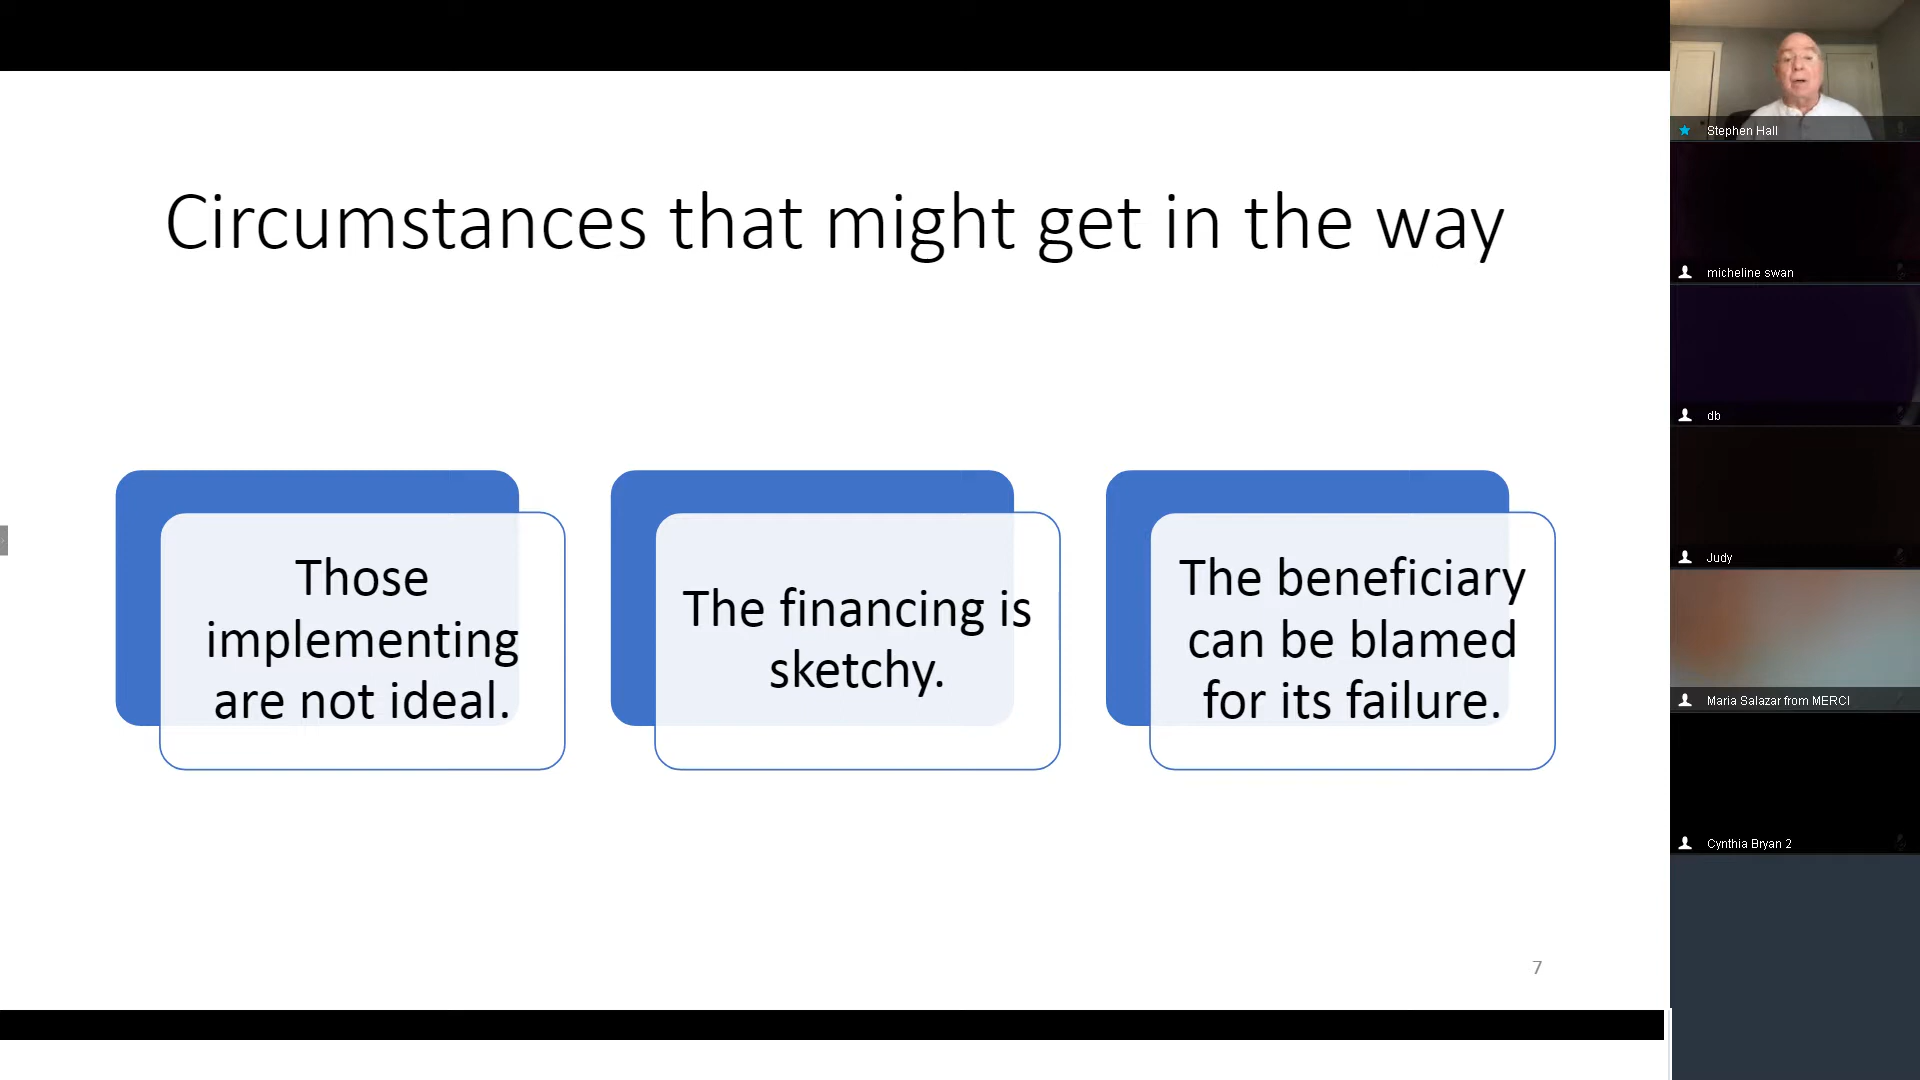 Circumstances that might get in the way
Those
implementing
are not ideal.
The financing is
sketchy.
The beneficiary
can be blamed
for its failure.
7
Stephen Hall
micheline swan
db
Judy
Maria Salazar from MERCI
Cynthia Bryan 2